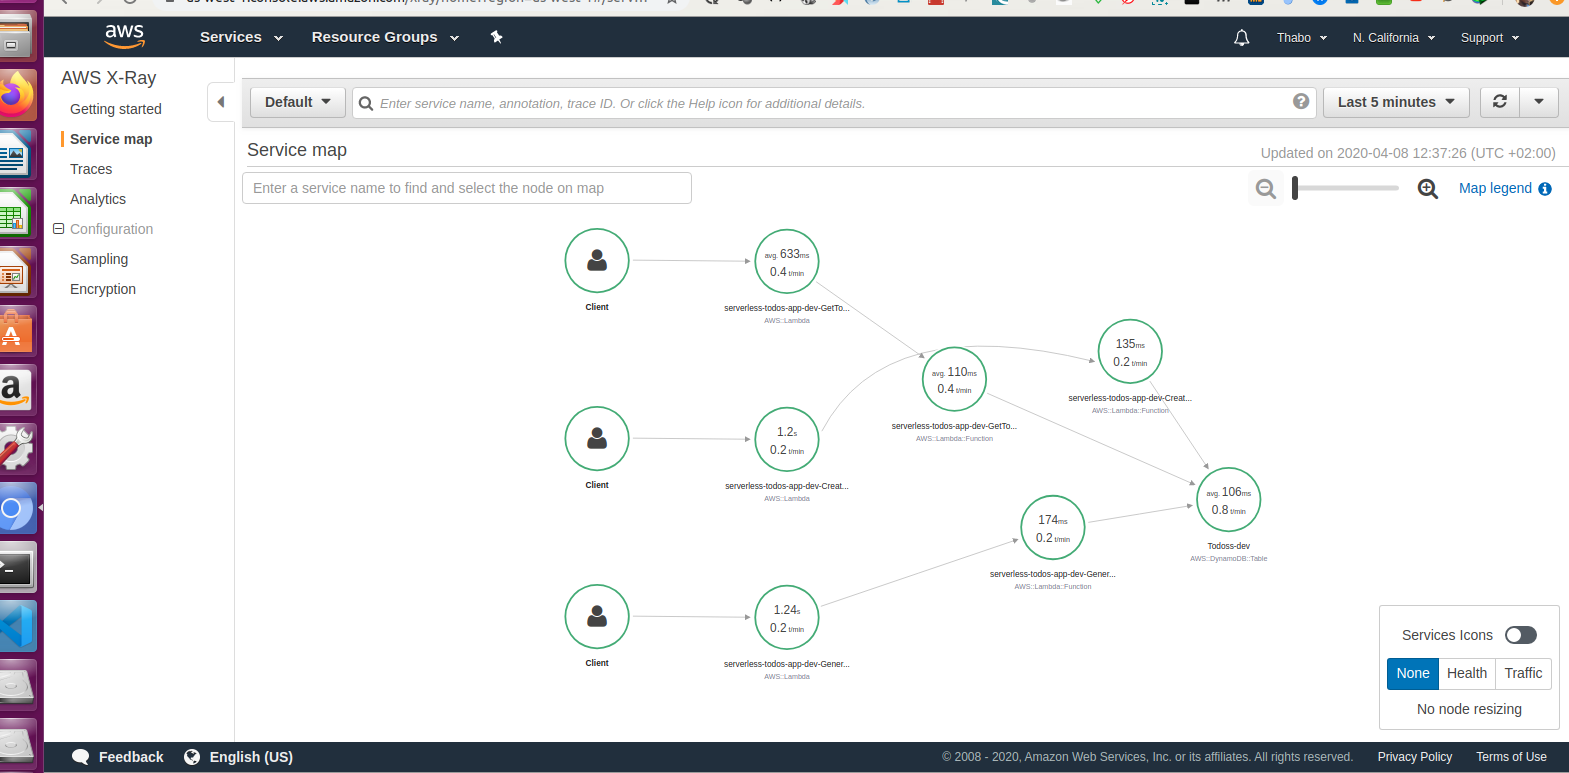 aws
Services
Resource Groups
Thabo
N. California
Support
AWS X-Ray
Getting started
Service map
Traces
Analytics
Configuration
Sampling
Encryption
Default
Enter service name, annotation, trace ID. Or click the Help icon for additional details.
Last 5 minutes
Service map
Updated on 2020-04-08 12:37:26 (UTC +02:00)
Enter a service name to find and select the node on map
Map legend
Client
avg. 633ms
0.4 t/min
serverless-todos-app-dev-GetTo...
AWS::Lambda
avg. 110ms
0.4 t/min
serverless-todos-app-dev-GetTo...
AWS::Lambda::Function
135ms
0.2 t/min
serverless-todos-app-dev-Creat...
AWS::Lambda::Function
Client
1.2s
0.2 t/min
serverless-todos-app-dev-Creat...
AWS::Lambda
avg. 106ms
0.8 t/min
Todoss-dev
AWS::DynamoDB::Table
174ms
0.2 t/min
serverless-todos-app-dev-Gener...
AWS::Lambda::Function
Client
1.24s
0.2 t/min
serverless-todos-app-dev-Gener...
AWS::Lambda
Services Icons
None
Health
Traffic
No node resizing
Feedback
English (US)
© 2008 - 2020, Amazon Web Services, Inc. or its affiliates. All rights reserved.
Privacy Policy
Terms of Use